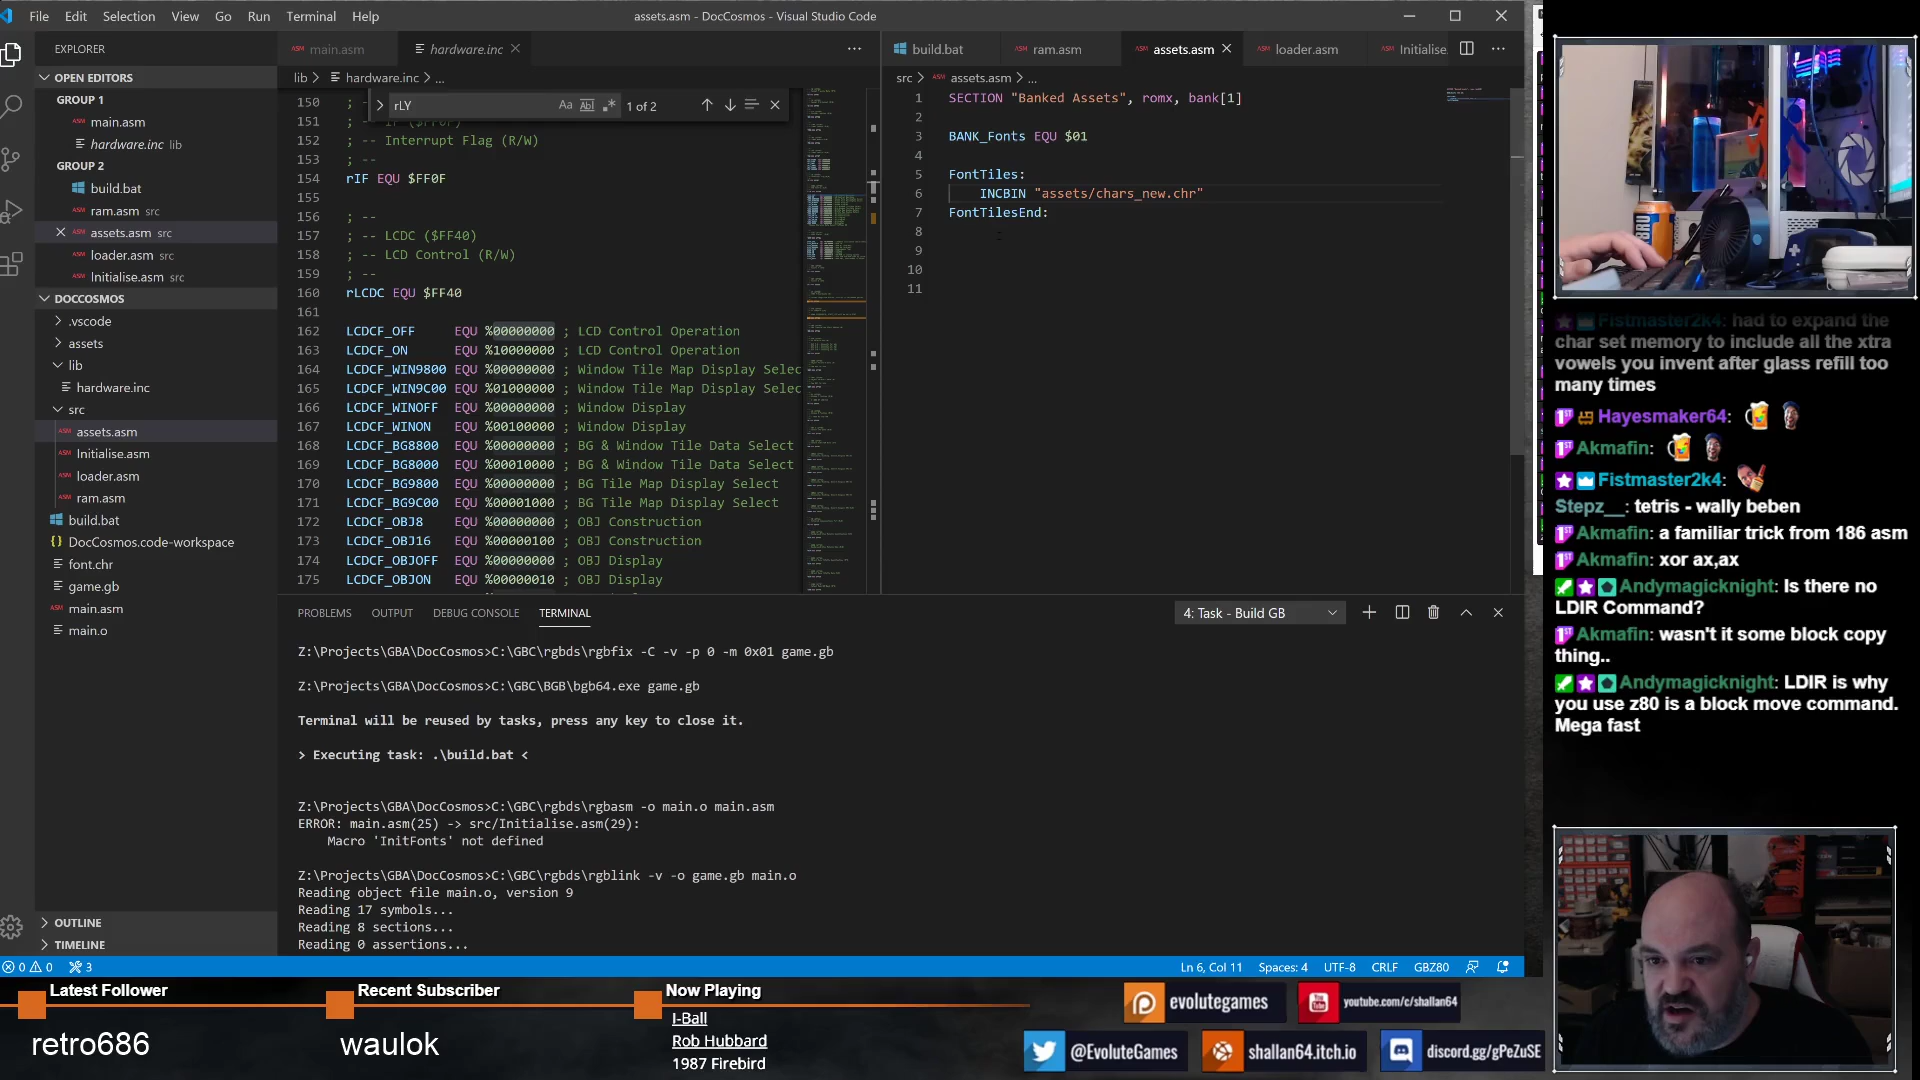 File Edit Selection View Go Run Terminal Help
assets.asm - DocCosmos - Visual Studio Code
EXPLORER
OPEN EDITORS
GROUP 1
ASM main.asm
hardware.inc lib
GROUP 2
build.bat
ASM ram.asm src
ASM assets.asm src
ASM loader.asm src
ASM Initialise.asm src
DOCCOSMOS
.vscode
assets
lib
hardware.inc
src
ASM assets.asm
ASM Initialise.asm
ASM loader.asm
ASM ram.asm
build.bat
{} DocCosmos.code-workspace
font.chr
game.gb
ASM main.asm
main.o
OUTLINE
TIMELINE
ASM main.asm
hardware.inc
lib > hardware.inc > ...
rLY
Aa Abl .* 1 of 2
150 ; -
151 ; - IF ($FF0F)
152 ; -- Interrupt Flag (R/W)
153 ; --
154 rIF EQU $FF0F
155
156 ; --
157 ; -- LCDC ($FF40)
158 ; -- LCD Control (R/W)
159 ; --
160 rLCDC EQU $FF40
161
162 LCDCF_OFF EQU %00000000 ; LCD Control Operation
163 LCDCF_ON EQU %10000000 ; LCD Control Operation
164 LCDCF_WIN9800 EQU %00000000 ; Window Tile Map Display Selec
165 LCDCF_WIN9C00 EQU %01000000 ; Window Tile Map Display Selec
166 LCDCF_WINOFF EQU %00000000 ; Window Display
167 LCDCF_WINON EQU %00100000 ; Window Display
168 LCDCF_BG8800 EQU %00000000 ; BG & Window Tile Data Select
169 LCDCF_BG8000 EQU %00010000 ; BG & Window Tile Data Select
170 LCDCF_BG9800 EQU %00000000 ; BG Tile Map Display Select
171 LCDCF_BG9C00 EQU %00001000 ; BG Tile Map Display Select
172 LCDCF_OBJ8 EQU %00000000 ; OBJ Construction
173 LCDCF_OBJ16 EQU %00000100 ; OBJ Construction
174 LCDCF_OBJOFF EQU %00000000 ; OBJ Display
175 LCDCF_OBJON EQU %00000010 ; OBJ Display
build.bat
ASM ram.asm
ASM assets.asm
ASM loader.asm
ASM Initialise
src > ASM assets.asm > ...
1 SECTION "Banked Assets", romx, bank[1]
2
3 BANK_Fonts EQU $01
4
5 FontTiles:
6 INCBIN "assets/chars_new.chr"
7 FontTilesEnd:
8
9
10
11
PROBLEMS OUTPUT DEBUG CONSOLE TERMINAL
4: Task - Build GB
Z:\Projects\GBA\DocCosmos>C:\GBC\rgbds\rgbfix -C -v -p 0 -m 0x01 game.gb
Z:\Projects\GBA\DocCosmos>C:\GBC\BGB\bgb64.exe game.gb
Terminal will be reused by tasks, press any key to close it.
> Executing task: .\build.bat <
Z:\Projects\GBA\DocCosmos>C:\GBC\rgbds\rgbasm -o main.o main.asm
ERROR: main.asm(25) -> src/Initialise.asm(29):
Macro 'InitFonts' not defined
Z:\Projects\GBA\DocCosmos>C:\GBC\rgbds\rgblink -v -o game.gb main.o
Reading object file main.o, version 9
Reading 17 symbols...
Reading 8 sections...
Reading 0 assertions...
0 0 3
Ln 6, Col 11 Spaces: 4 UTF-8 CRLF GBZ80
Fistmaster2k4: had to expand the
char set memory to include all the xtra
vowels you invent after glass refill too
many times
Hayesmaker64:
Akmafin:
Fistmaster2k4:
Stepz__: tetris - wally beben
Akmafin: a familiar trick from 186 asm
Akmafin: xor ax,ax
Andymagicknight: Is there no
LDIR Command?
Akmafin: wasn't it some block copy
thing..
Andymagicknight: LDIR is why
you use z80 is a block move command.
Mega fast
Latest Follower
retro686
Recent Subscriber
waulok
Now Playing
I-Ball
Rob Hubbard
1987 Firebird
evolutegames
youtube.com/c/shallan64
@EvoluteGames
shallan64.itch.io
discord.gg/gPeZuSE